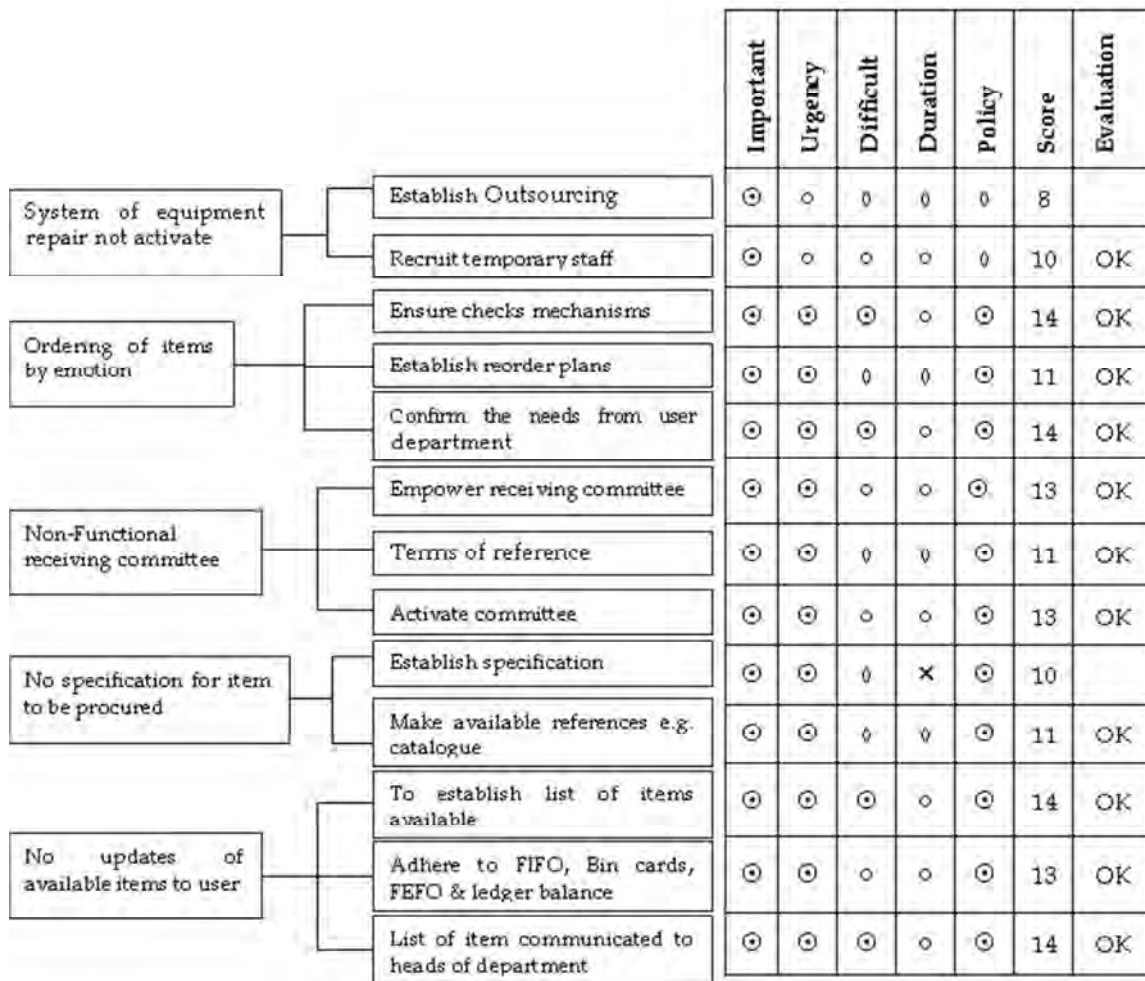 Important Urgency Difficult Duration Policy Score Evaluation
System of equipment
repair not activate
Establish Outsourcing ⊙ ○ ◊ ◊ ◊ 8
Recruit temporary staff ⊙ ○ ○ ○ ◊ 10 OK
Ordering of items
by emotion
Ensure checks mechanisms ⊙ ⊙ ⊙ ○ ⊙ 14 OK
Establish reorder plans ⊙ ⊙ ◊ ◊ ⊙ 11 OK
Confirm the needs from user
department ⊙ ⊙ ⊙ ○ ⊙ 14 OK
Non-Functional
receiving committee
Empower receiving committee ⊙ ⊙ ○ ○ ⊙ 13 OK
Terms of reference ⊙ ⊙ ◊ ◊ ⊙ 11 OK
Activate committee ⊙ ⊙ ○ ○ ⊙ 13 OK
No specification for item
to be procured
Establish specification ⊙ ⊙ ◊ × ⊙ 10
Make available references e.g.
catalogue ⊙ ⊙ ◊ ◊ ⊙ 11 OK
No updates of
available items to user
To establish list of items
available ⊙ ⊙ ⊙ ○ ⊙ 14 OK
Adhere to FIFO, Bin cards,
FEFO & ledger balance ⊙ ⊙ ○ ○ ⊙ 13 OK
List of item communicated to
heads of department ⊙ ⊙ ⊙ ○ ⊙ 14 OK